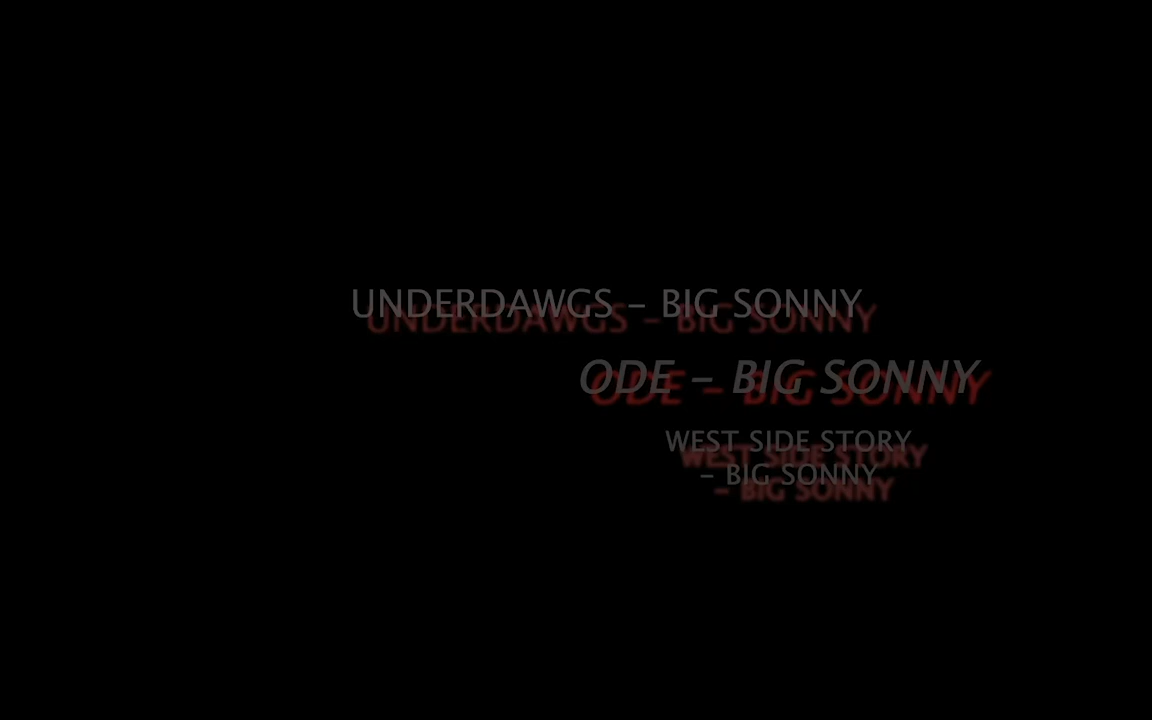 UNDERDAWGS – BIG SONNY
ODE – BIG SONNY
WEST SIDE STORY
– BIG SONNY